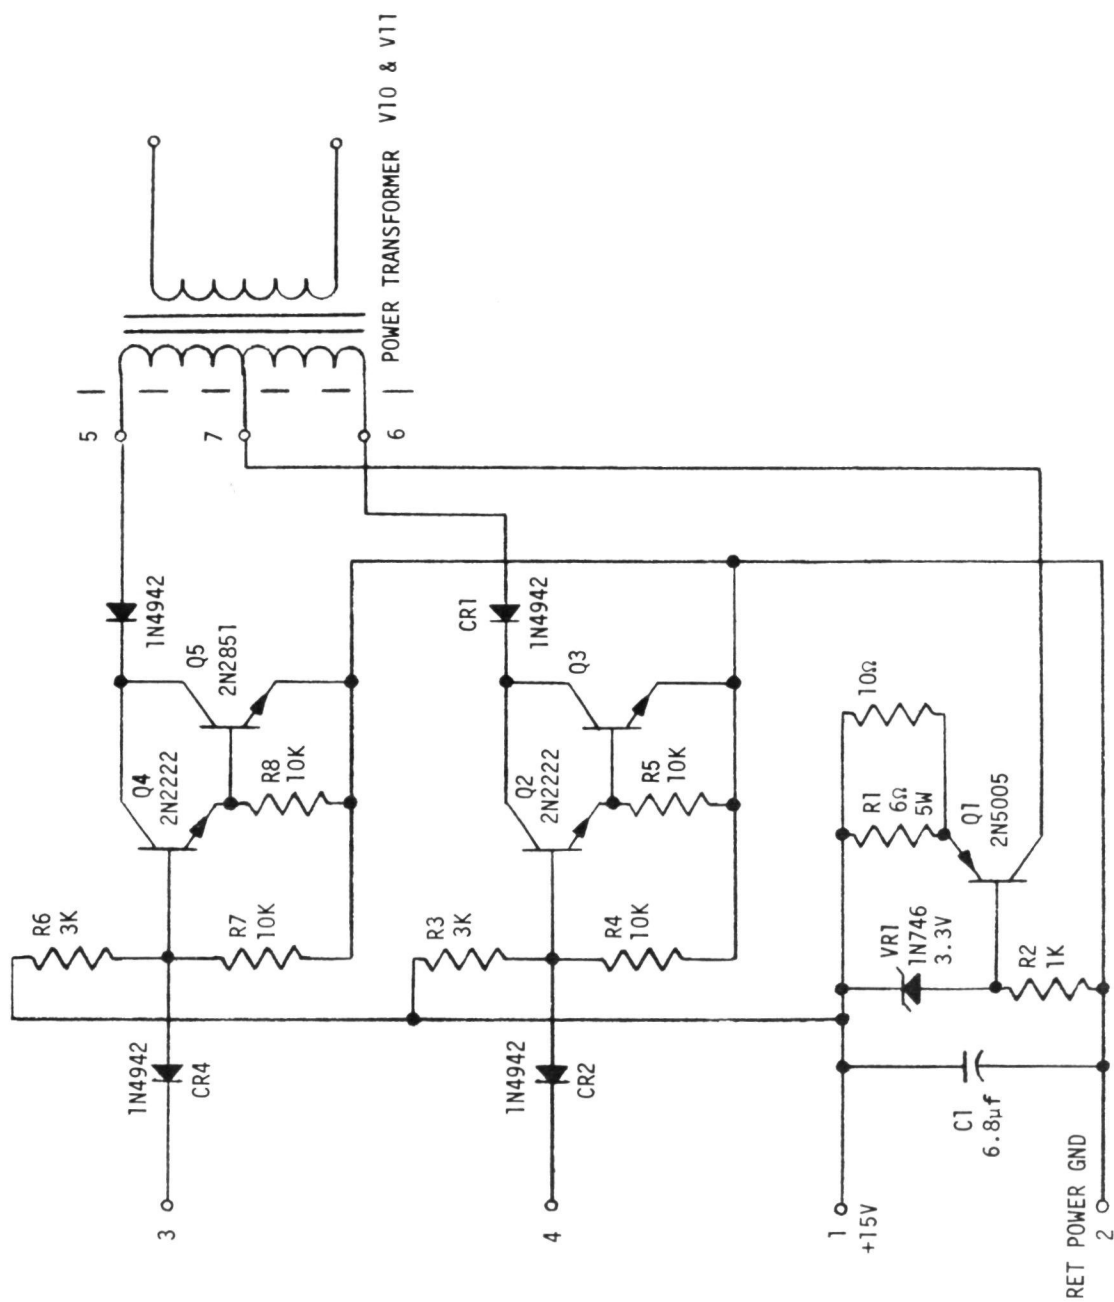 R6
3K
Q4
2N2222
Q5
2N2851
1N4942
5
7
6
POWER TRANSFORMER V10 & V11
R8
10K
R7
10K
3
1N4942
CR4
R3
3K
Q2
2N2222
Q3
CR1
1N4942
R5
10K
R4
10K
4
1N4942
CR2
1
+15V
VR1
1N746
3.3V
R1
6Ω
5W
10Ω
Q1
2N5005
R2
1K
C1
6.8µf
RET POWER GND
2